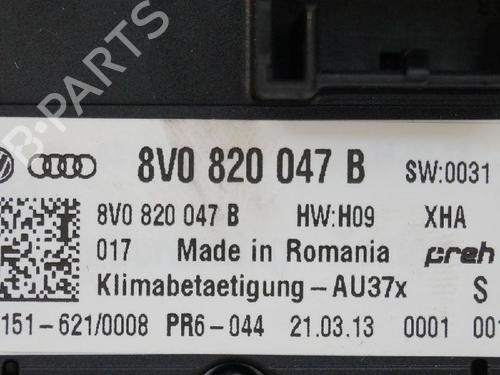 8V0 820 047 B SW:0031
8V0 820 047 B HW:H09 XHA
017 Made in Romania preh
Klimabetaetigung-AU37x S
151-621/0008 PR6-044 21.03.13 0001 001
B-PARTS